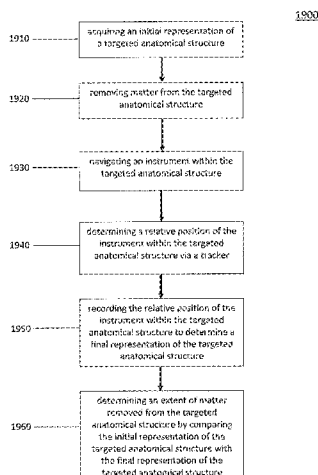 1900
1910
acquiring an initial representation of
a targeted anatomical structure
1920
removing matter from the targeted
anatomical structure
1930
navigating an instrument within the
targeted anatomical structure
1940
determining a relative position of the
instrument within the targeted
anatomical structure via a tracker
1950
recording the relative position of the
instrument within the targeted
anatomical structure to determine a
final representation of the targeted
anatomical structure
1960
determining an extent of matter
removed from the targeted
anatomical structure by comparing
the initial representation of the
targeted anatomical structure with
the final representation of the
targeted anatomical structure